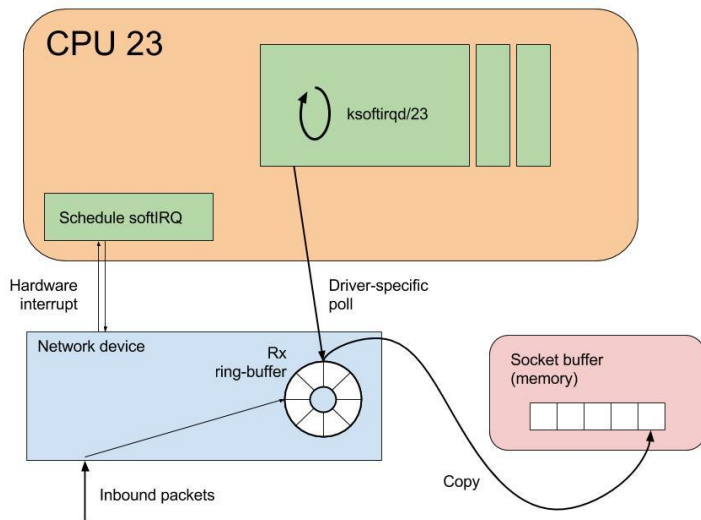 CPU 23
ksoftirqd/23
Schedule softIRQ
Hardware
interrupt
Driver-specific
poll
Network device
Rx
ring-buffer
Socket buffer
(memory)
Inbound packets
Copy